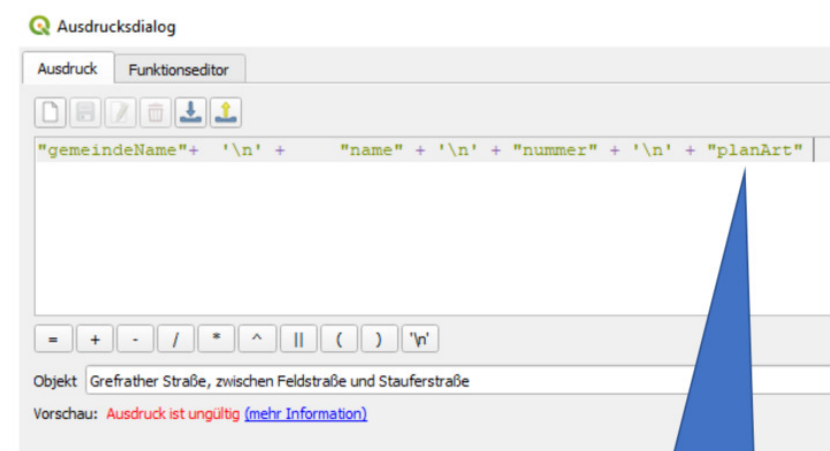 Ausdrucksdialog
Ausdruck Funktionseditor
"gemeindeName"+ '\n' + "name" + '\n' + "nummer" + '\n' + "planArt"
= + - / * ^ || ( ) '\n'
Objekt Grefrather Straße, zwischen Feldstraße und Stauferstraße
Vorschau: Ausdruck ist ungültig (mehr Information)